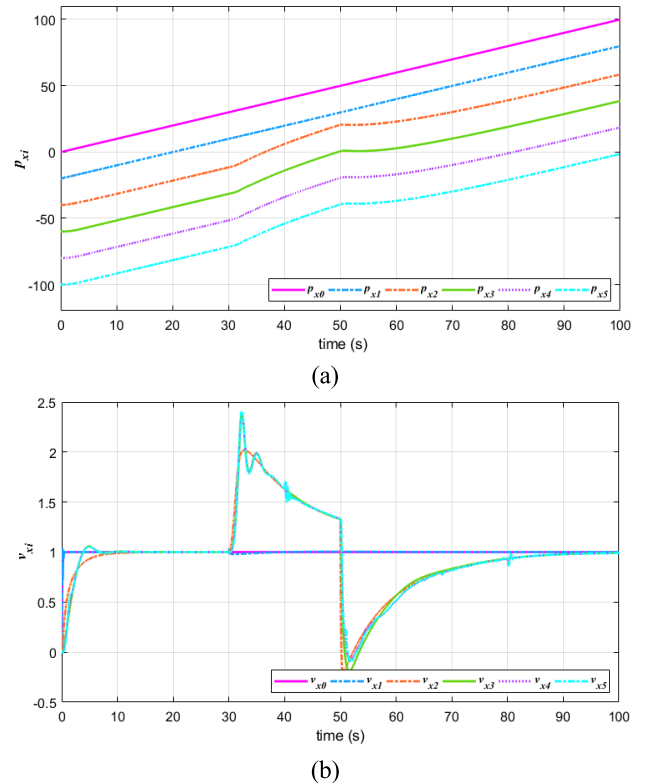 100
50
0
-50
-100
p_xi
p_x0 p_x1 p_x2 p_x3 p_x4 p_x5
0 10 20 30 40 50 60 70 80 90 100
time (s)
(a)
2.5
2
1.5
1
0.5
0
-0.5
v_xi
v_x0 v_x1 v_x2 v_x3 v_x4 v_x5
0 10 20 30 40 50 60 70 80 90 100
time (s)
(b)